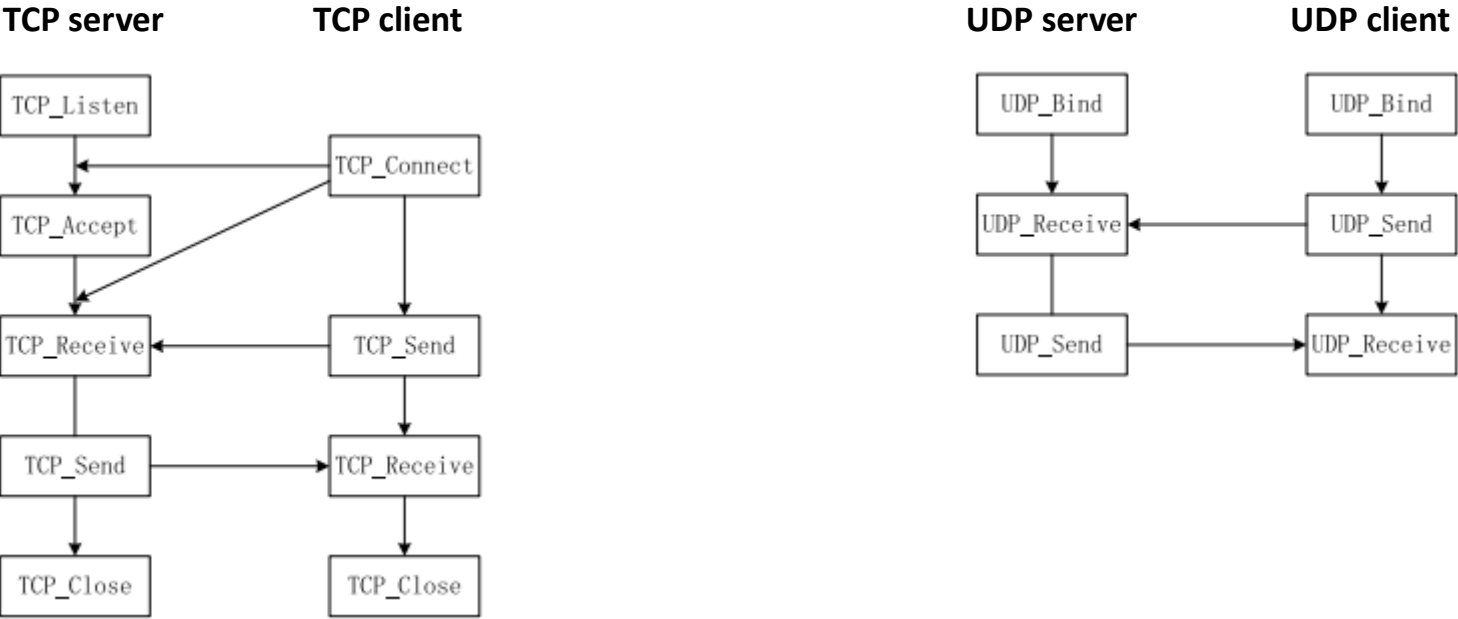 TCP server
TCP client
UDP server
UDP client
TCP_Listen
TCP_Connect
TCP_Accept
TCP_Receive
TCP_Send
TCP_Send
TCP_Receive
TCP_Close
TCP_Close
UDP_Bind
UDP_Bind
UDP_Receive
UDP_Send
UDP_Send
UDP_Receive